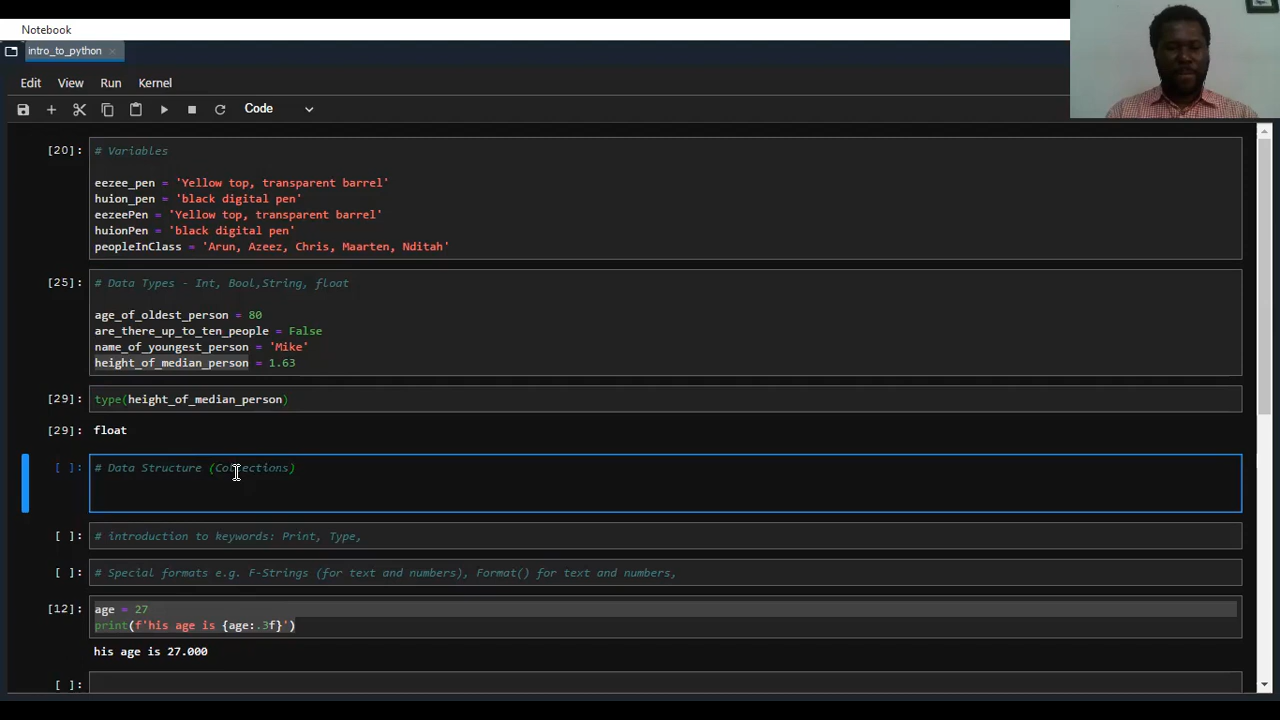 Notebook
intro_to_python
Edit View Run Kernel
Code
[20]: # Variables
eezee_pen = 'Yellow top, transparent barrel'
huion_pen = 'black digital pen'
eezeePen = 'Yellow top, transparent barrel'
huionPen = 'black digital pen'
peopleInClass = 'Arun, Azeez, Chris, Maarten, Nditah'
[25]: # Data Types - Int, Bool,String, float
age_of_oldest_person = 80
are_there_up_to_ten_people = False
name_of_youngest_person = 'Mike'
height_of_median_person = 1.63
[29]: type(height_of_median_person)
[29]: float
[ ]: # Data Structure (Collections)
[ ]: # introduction to keywords: Print, Type,
[ ]: # Special formats e.g. F-Strings (for text and numbers), Format() for text and numbers,
[12]: age = 27
print(f'his age is {age:.3f}')
his age is 27.000
[ ]: